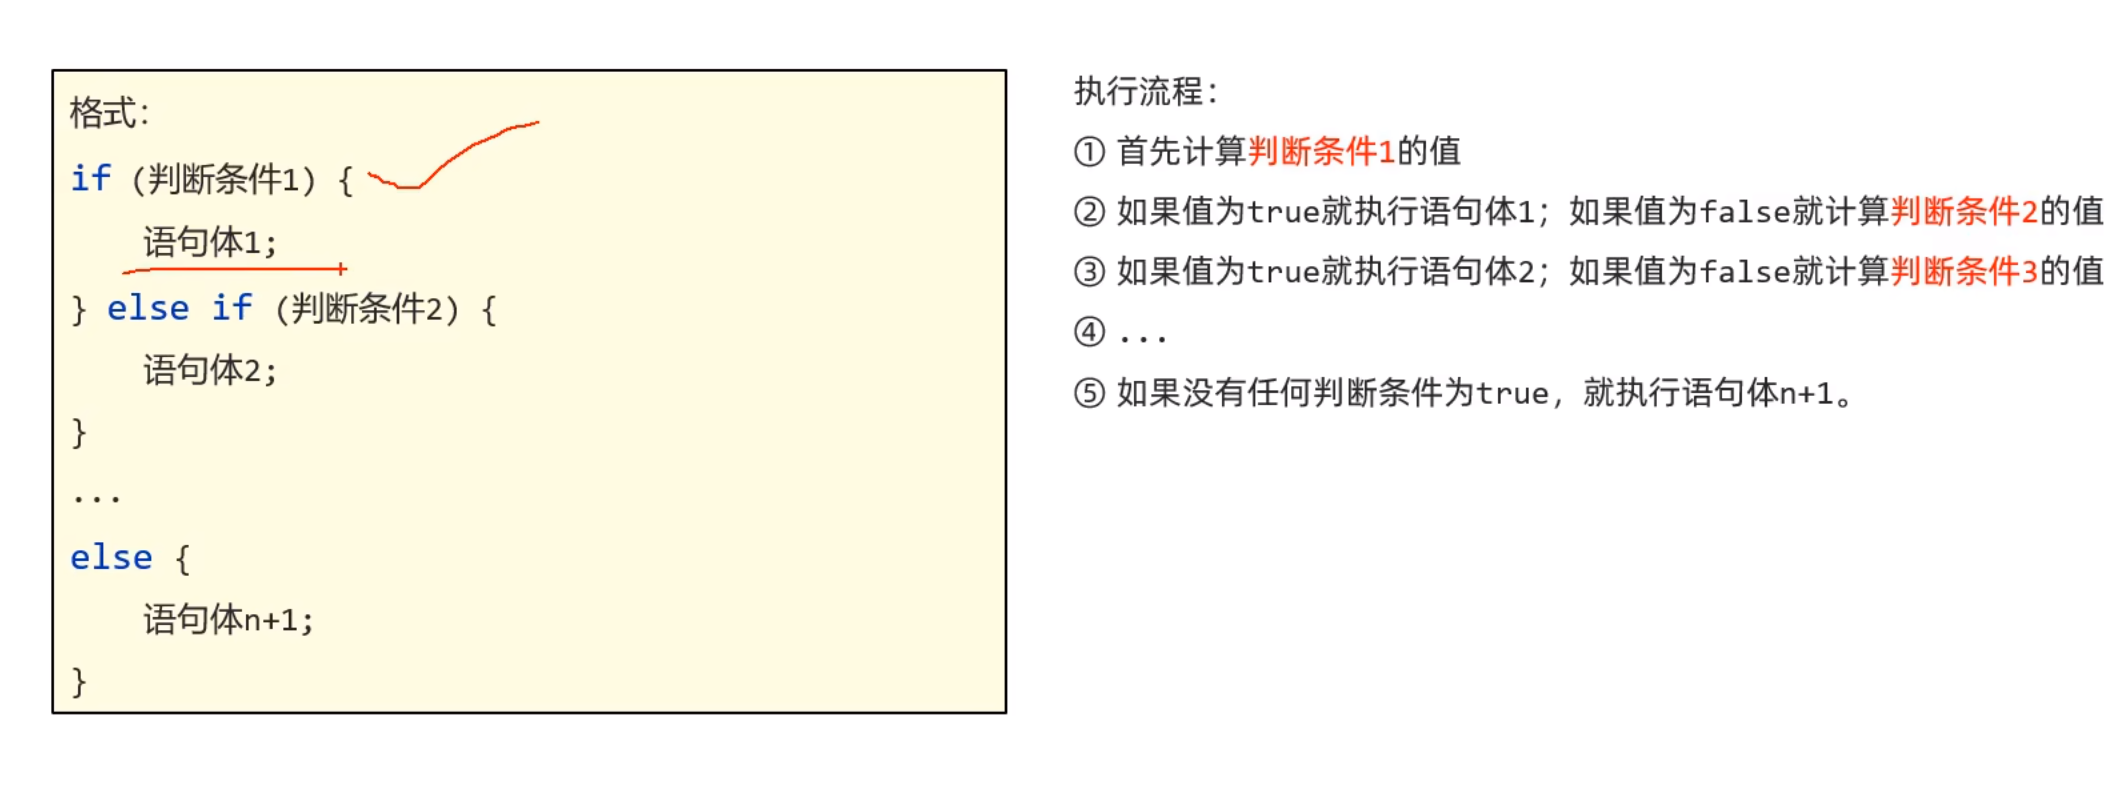 格式：
if (判断条件1) {
语句体1;
} else if (判断条件2) {
语句体2;
}
...
else {
语句体n+1;
}
执行流程：
① 首先计算判断条件1的值
② 如果值为true就执行语句体1；如果值为false就计算判断条件2的值
③ 如果值为true就执行语句体2；如果值为false就计算判断条件3的值
④ ...
⑤ 如果没有任何判断条件为true，就执行语句体n+1。